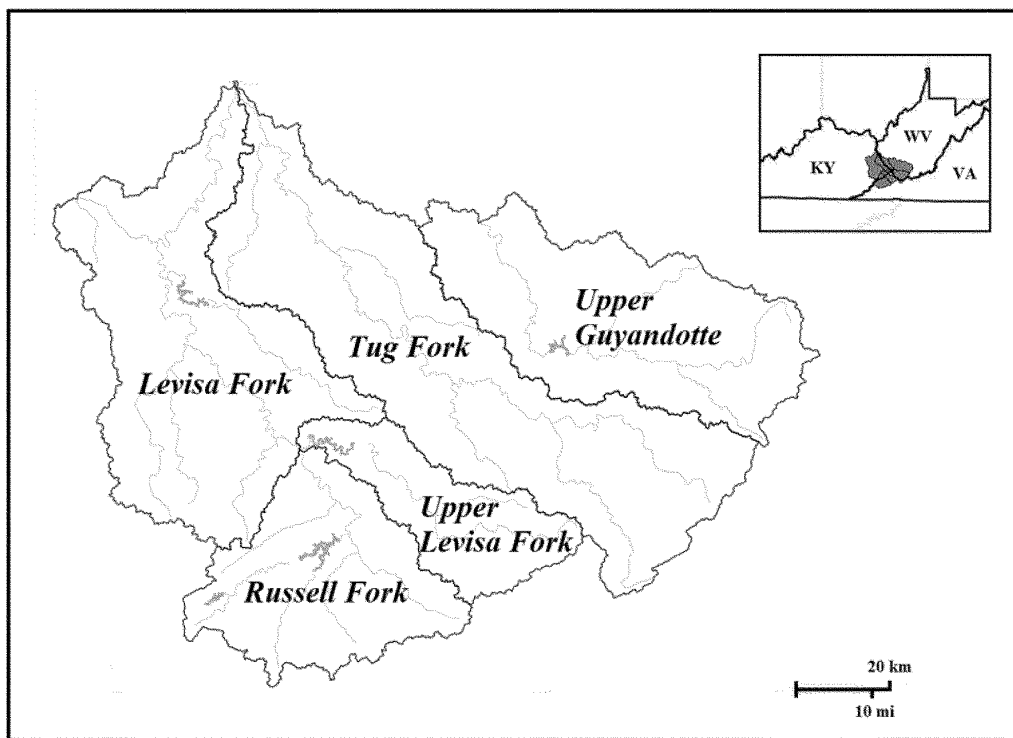 WV
KY
VA
Upper
Guyandotte
Tug Fork
Levisa Fork
Upper
Levisa Fork
Russell Fork
20 km
10 mi